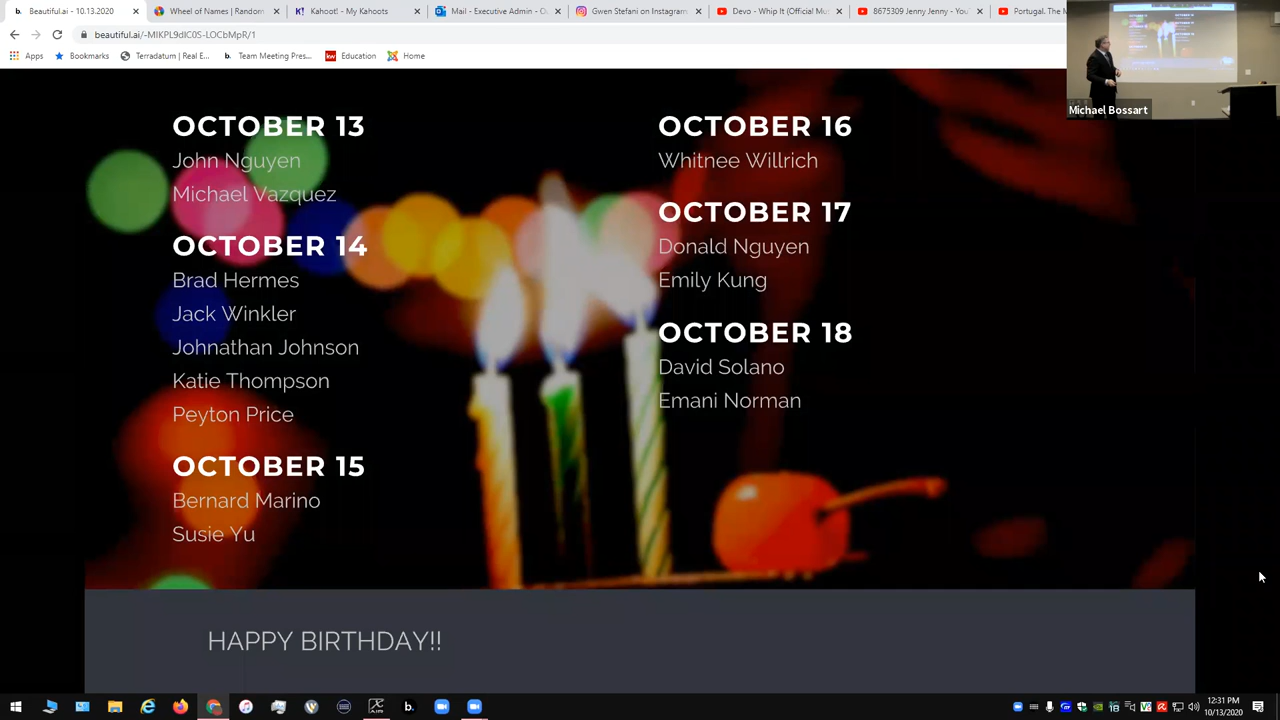 Beautiful.ai - 10.13.2020
Wheel of Names | Random
Kahoot! - My Kahoots
Mail - Executive Admin - Ou
Gwen Stefani on Instagram
Devo - Whip It (Official Mus
8675309 Jenny Jenny - You
Portugal. The M
beautiful.ai/-MIKPL9dIC0S-LOCbMpR/1
Apps
Bookmarks
Terradatum | Real E...
Team Meeting Pres...
kw
Education
Home
Michael Bossart
OCTOBER 13
John Nguyen
Michael Vazquez
OCTOBER 14
Brad Hermes
Jack Winkler
Johnathan Johnson
Katie Thompson
Peyton Price
OCTOBER 15
Bernard Marino
Susie Yu
OCTOBER 16
Whitnee Willrich
OCTOBER 17
Donald Nguyen
Emily Kung
OCTOBER 18
David Solano
Emani Norman
HAPPY BIRTHDAY!!
12:31 PM
10/13/2020